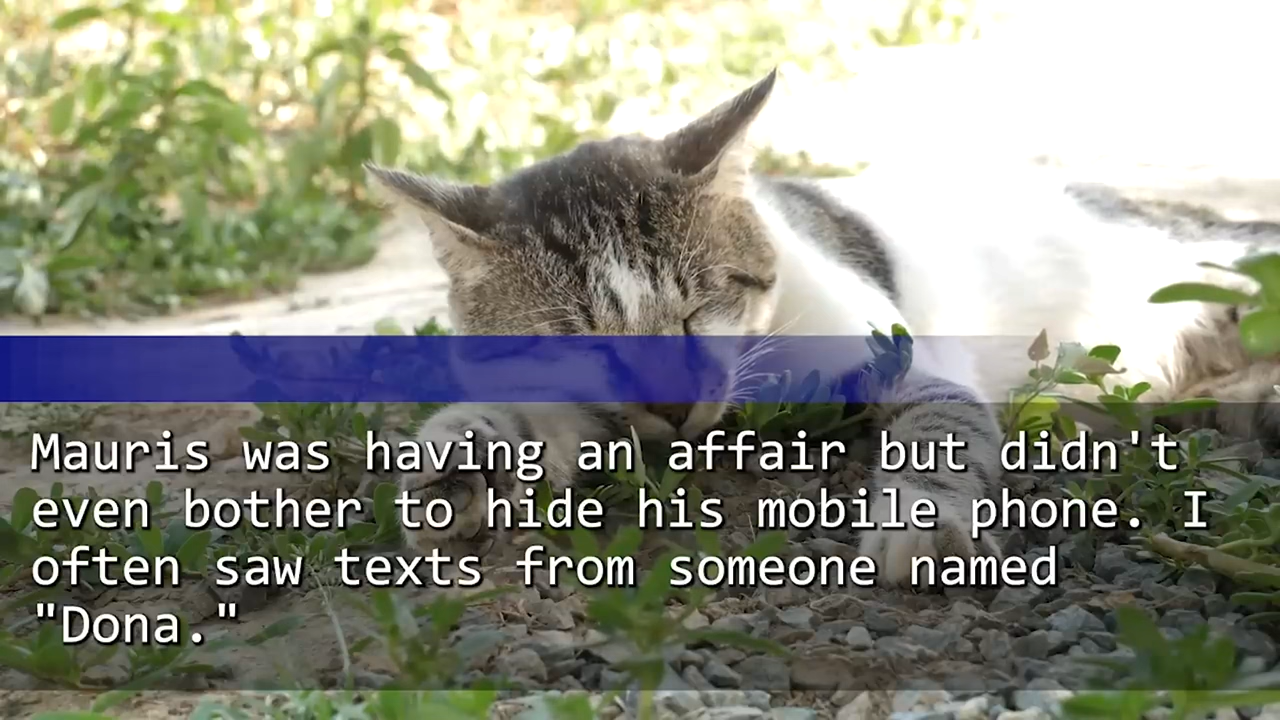 Mauris was having an affair but didn't
even bother to hide his mobile phone. I
often saw texts from someone named
"Dona."